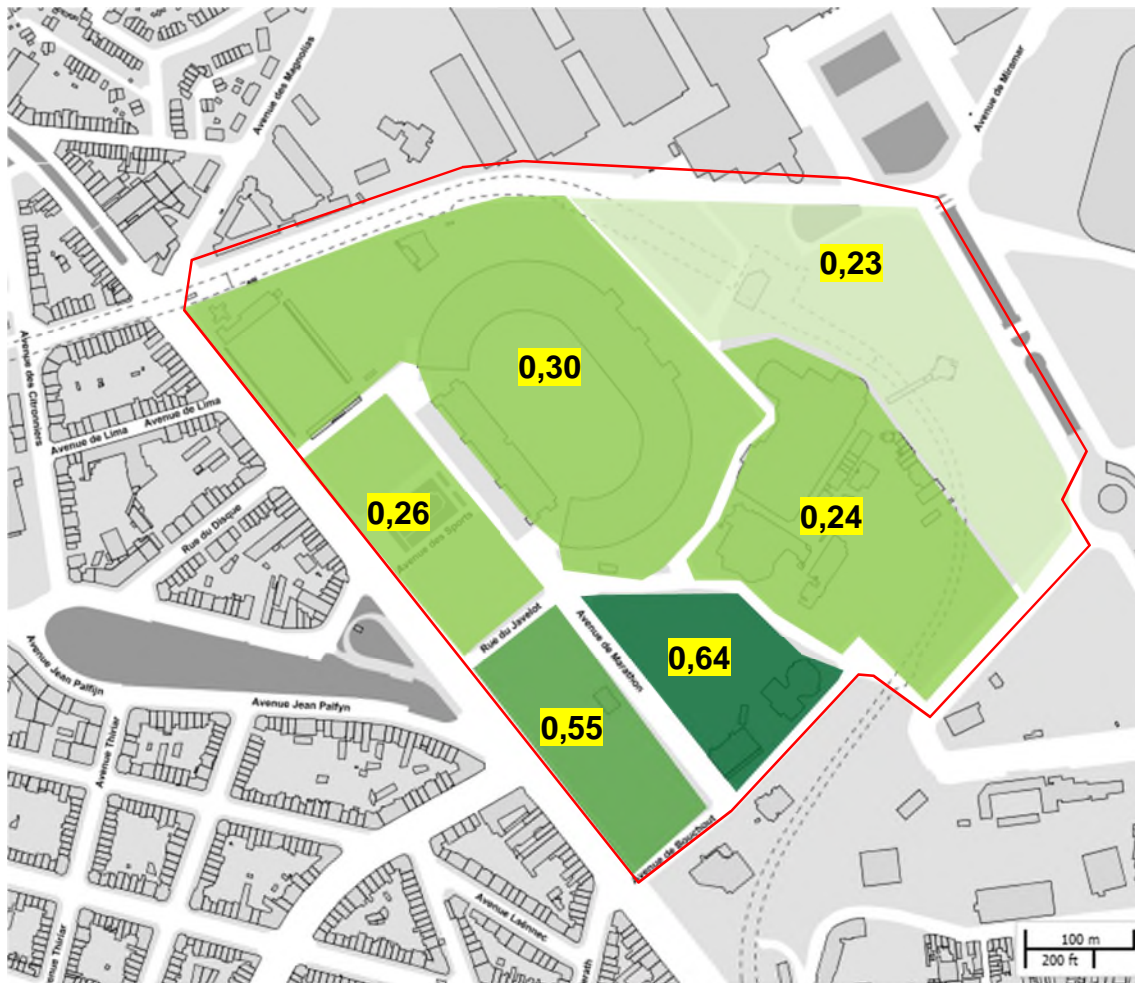 Avenue des Magnolias
Avenue de Miramar
0,23
0,30
Avenue des Citronniers
Avenue de Lima
Avenue de Lima
0,26
Avenue des Sports
Rue du Disque
0,24
Rue du Javelot
Avenue de Marathon
0,64
Avenue Jean Palfijn
Avenue Jean Palfyn
Avenue Thiriar
0,55
Avenue de Bouchout
Avenue Laënnec
Avenue Thiriar
100 m
200 ft